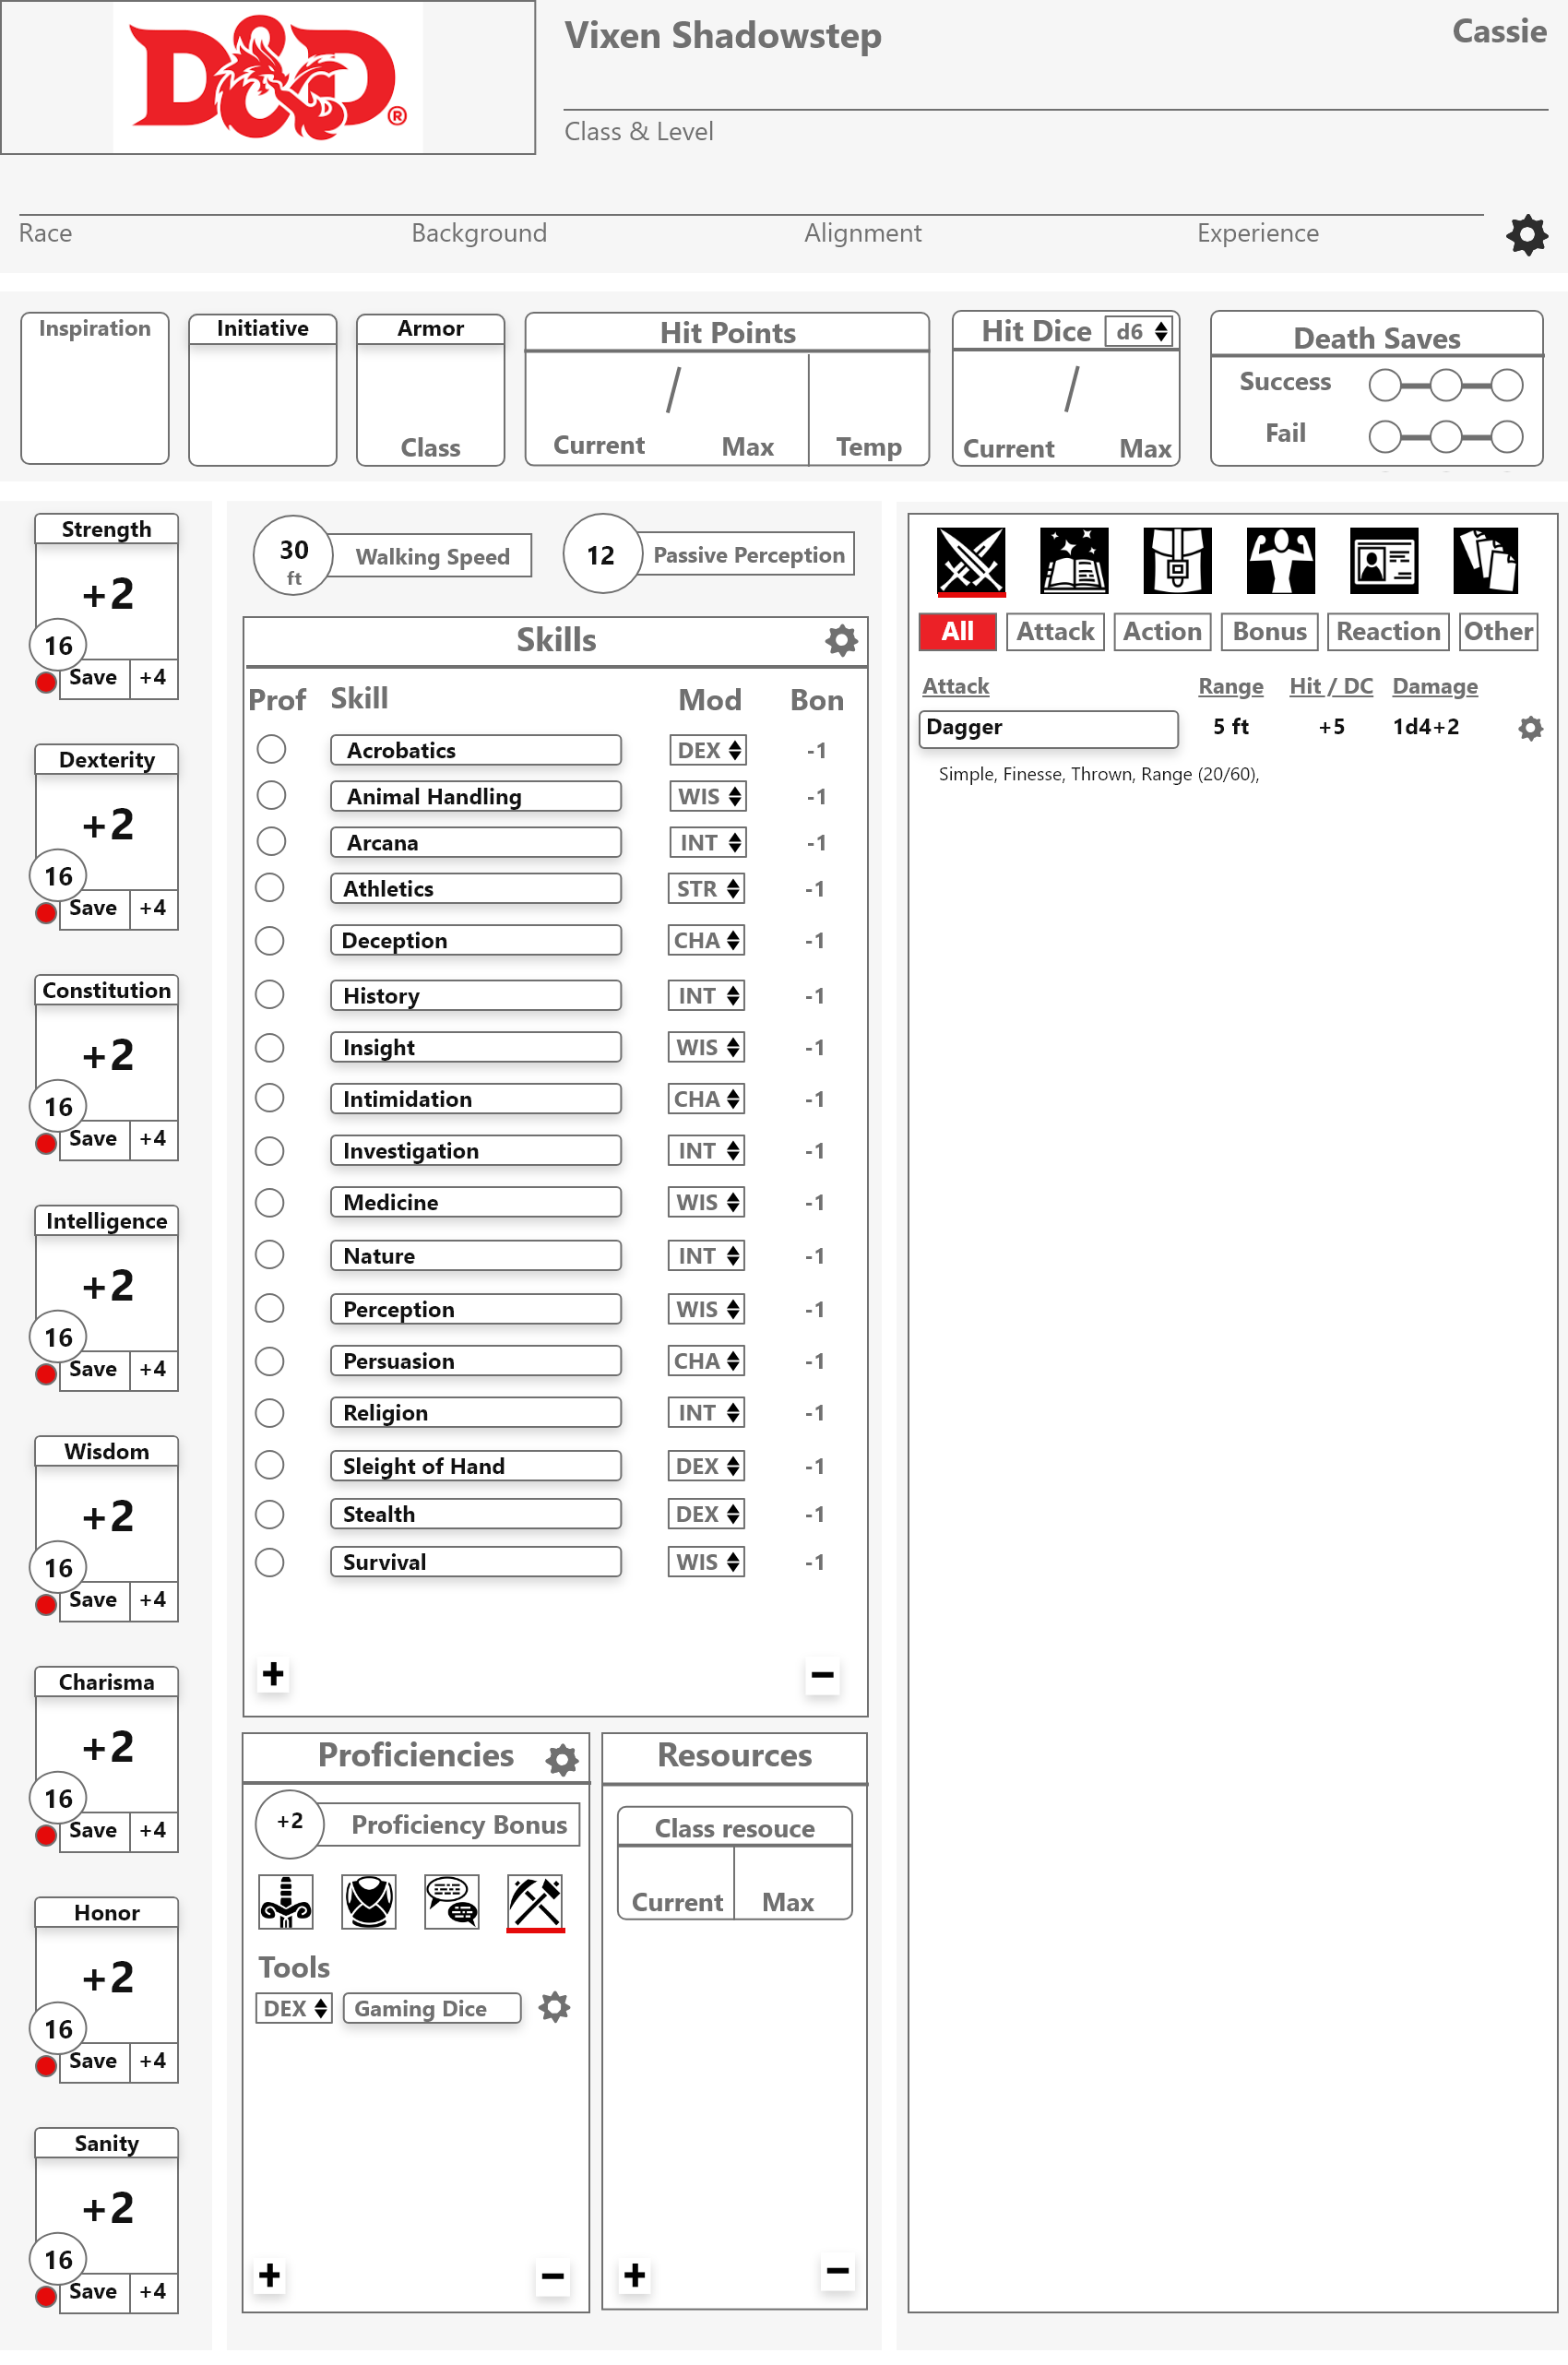 D&D®
Vixen Shadowstep
Cassie
Class & Level
Race Background Alignment Experience
Inspiration
Initiative
Armor
Class
Hit Points
/
Current Max Temp
Hit Dice d6
/
Current Max
Death Saves
Success
Fail
Strength
+2
16
Save +4
Dexterity
+2
16
Save +4
Constitution
+2
16
Save +4
Intelligence
+2
16
Save +4
Wisdom
+2
16
Save +4
Charisma
+2
16
Save +4
Honor
+2
16
Save +4
Sanity
+2
16
Save +4
30
ft
Walking Speed
12
Passive Perception
Skills
Prof Skill Mod Bon
Acrobatics DEX -1
Animal Handling WIS -1
Arcana INT -1
Athletics STR -1
Deception CHA -1
History INT -1
Insight WIS -1
Intimidation CHA -1
Investigation INT -1
Medicine WIS -1
Nature INT -1
Perception WIS -1
Persuasion CHA -1
Religion INT -1
Sleight of Hand DEX -1
Stealth DEX -1
Survival WIS -1
+ −
Proficiencies
+2 Proficiency Bonus
Tools
DEX Gaming Dice
+ −
Resources
Class resouce
Current Max
+ −
All Attack Action Bonus Reaction Other
Attack Range Hit / DC Damage
Dagger 5 ft +5 1d4+2
Simple, Finesse, Thrown, Range (20/60),